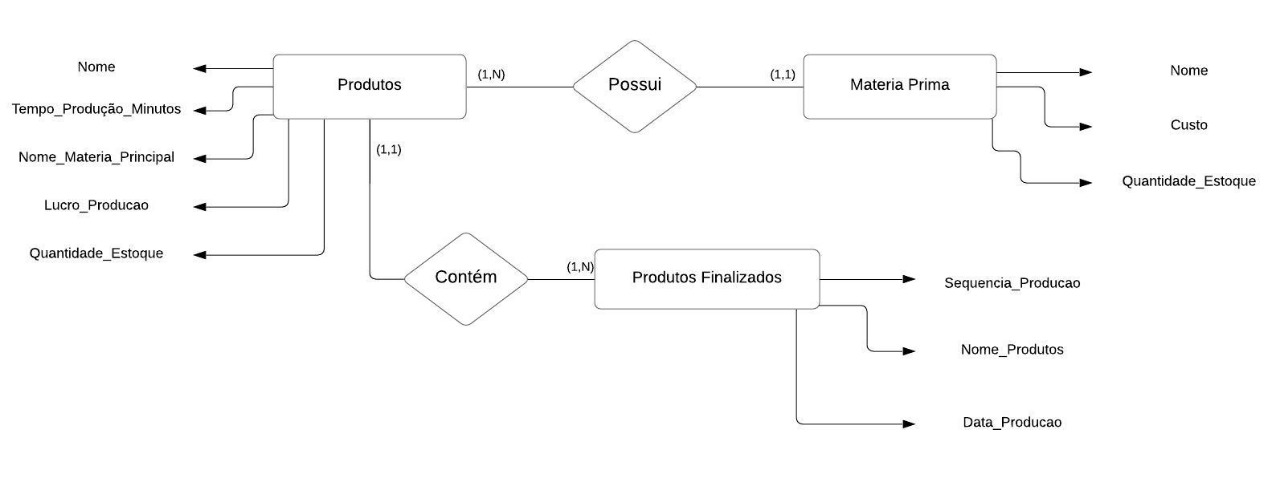 Nome
Tempo_Produção_Minutos
Nome_Materia_Principal
Lucro_Producao
Quantidade_Estoque
Produtos
(1,N)
Possui
(1,1)
Materia Prima
Nome
Custo
Quantidade_Estoque
(1,1)
Contém
(1,N)
Produtos Finalizados
Sequencia_Producao
Nome_Produtos
Data_Producao